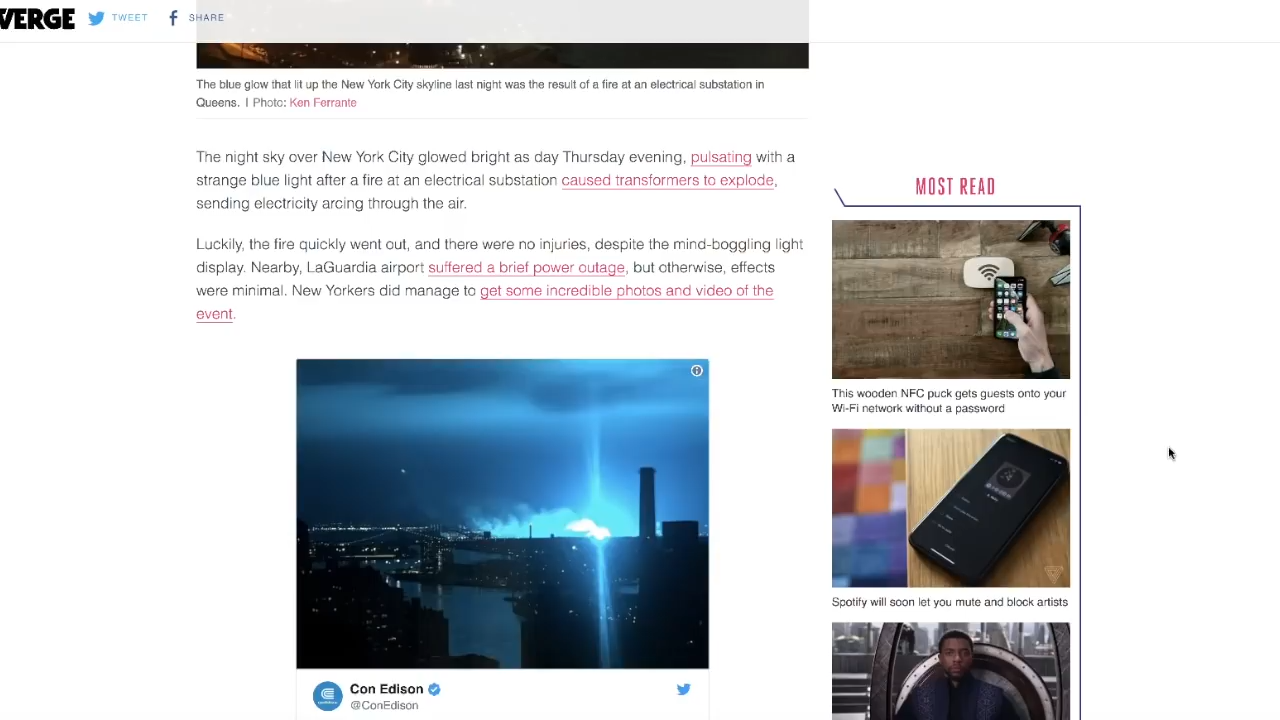 VERGE TWEET SHARE
The blue glow that lit up the New York City skyline last night was the result of a fire at an electrical substation in
Queens. | Photo: Ken Ferrante
The night sky over New York City glowed bright as day Thursday evening, pulsating with a
strange blue light after a fire at an electrical substation caused transformers to explode,
sending electricity arcing through the air.
Luckily, the fire quickly went out, and there were no injuries, despite the mind-boggling light
display. Nearby, LaGuardia airport suffered a brief power outage, but otherwise, effects
were minimal. New Yorkers did manage to get some incredible photos and video of the
event.
Con Edison
@ConEdison
MOST READ
This wooden NFC puck gets guests onto your
Wi-Fi network without a password
Spotify will soon let you mute and block artists